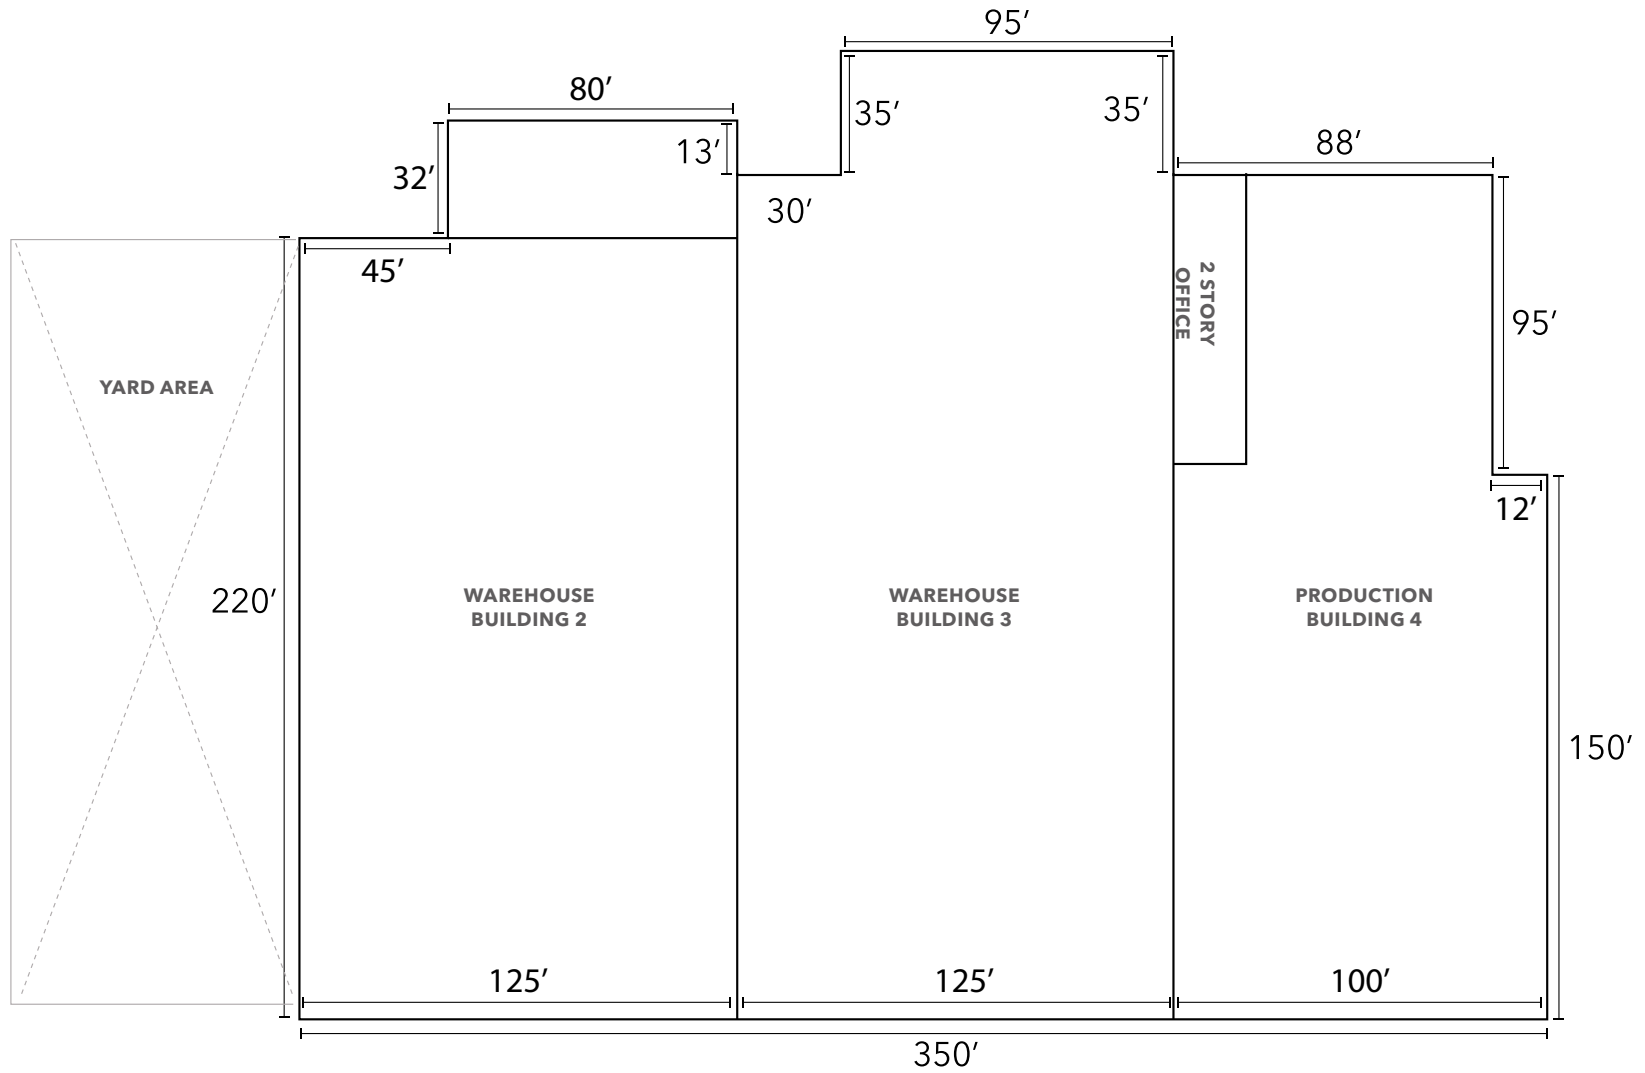 95′
80′
35′
35′
13′
88′
32′
30′
45′
2 STORY
OFFICE
95′
YARD AREA
12′
220′
WAREHOUSE
BUILDING 2
WAREHOUSE
BUILDING 3
PRODUCTION
BUILDING 4
150′
125′
125′
100′
350′